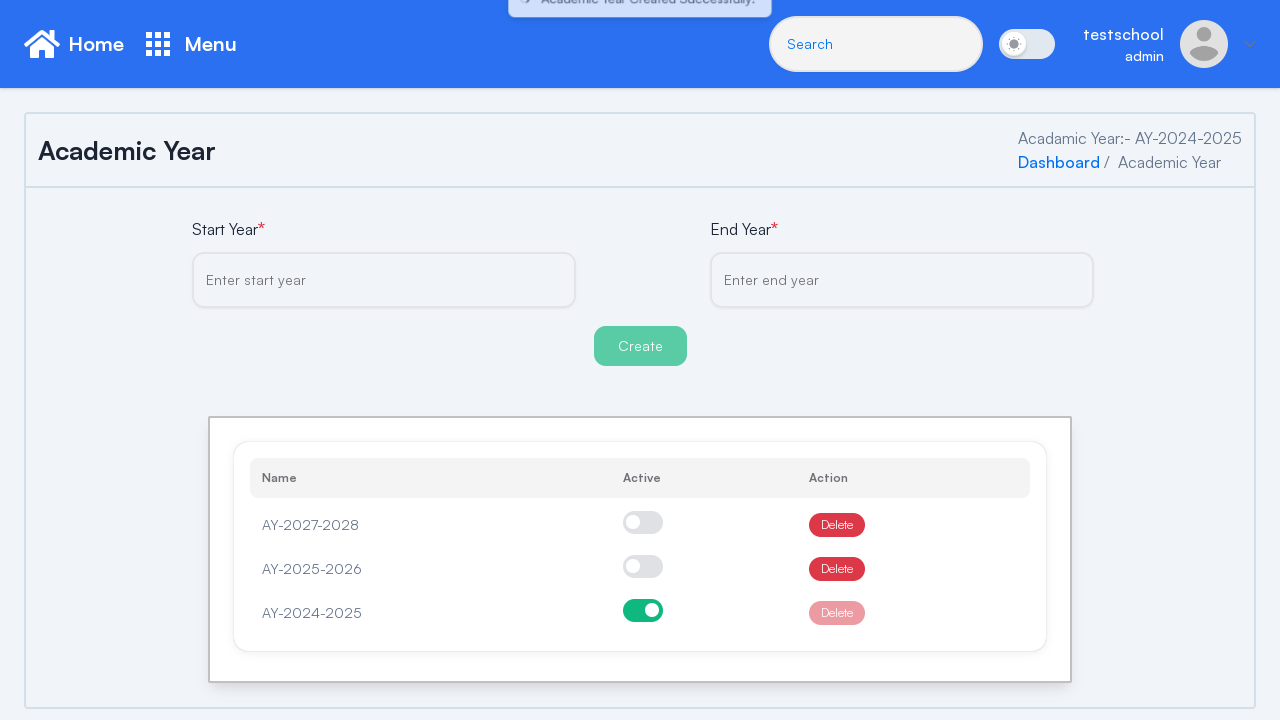 Academic Year Created Successfully!
Home
Menu
Search
testschool
admin
Academic Year
Acadamic Year:- AY-2024-2025
Dashboard / Academic Year
Start Year*
End Year*
Enter start year
Enter end year
Create
Name Active Action
AY-2027-2028 Delete
AY-2025-2026 Delete
AY-2024-2025 Delete